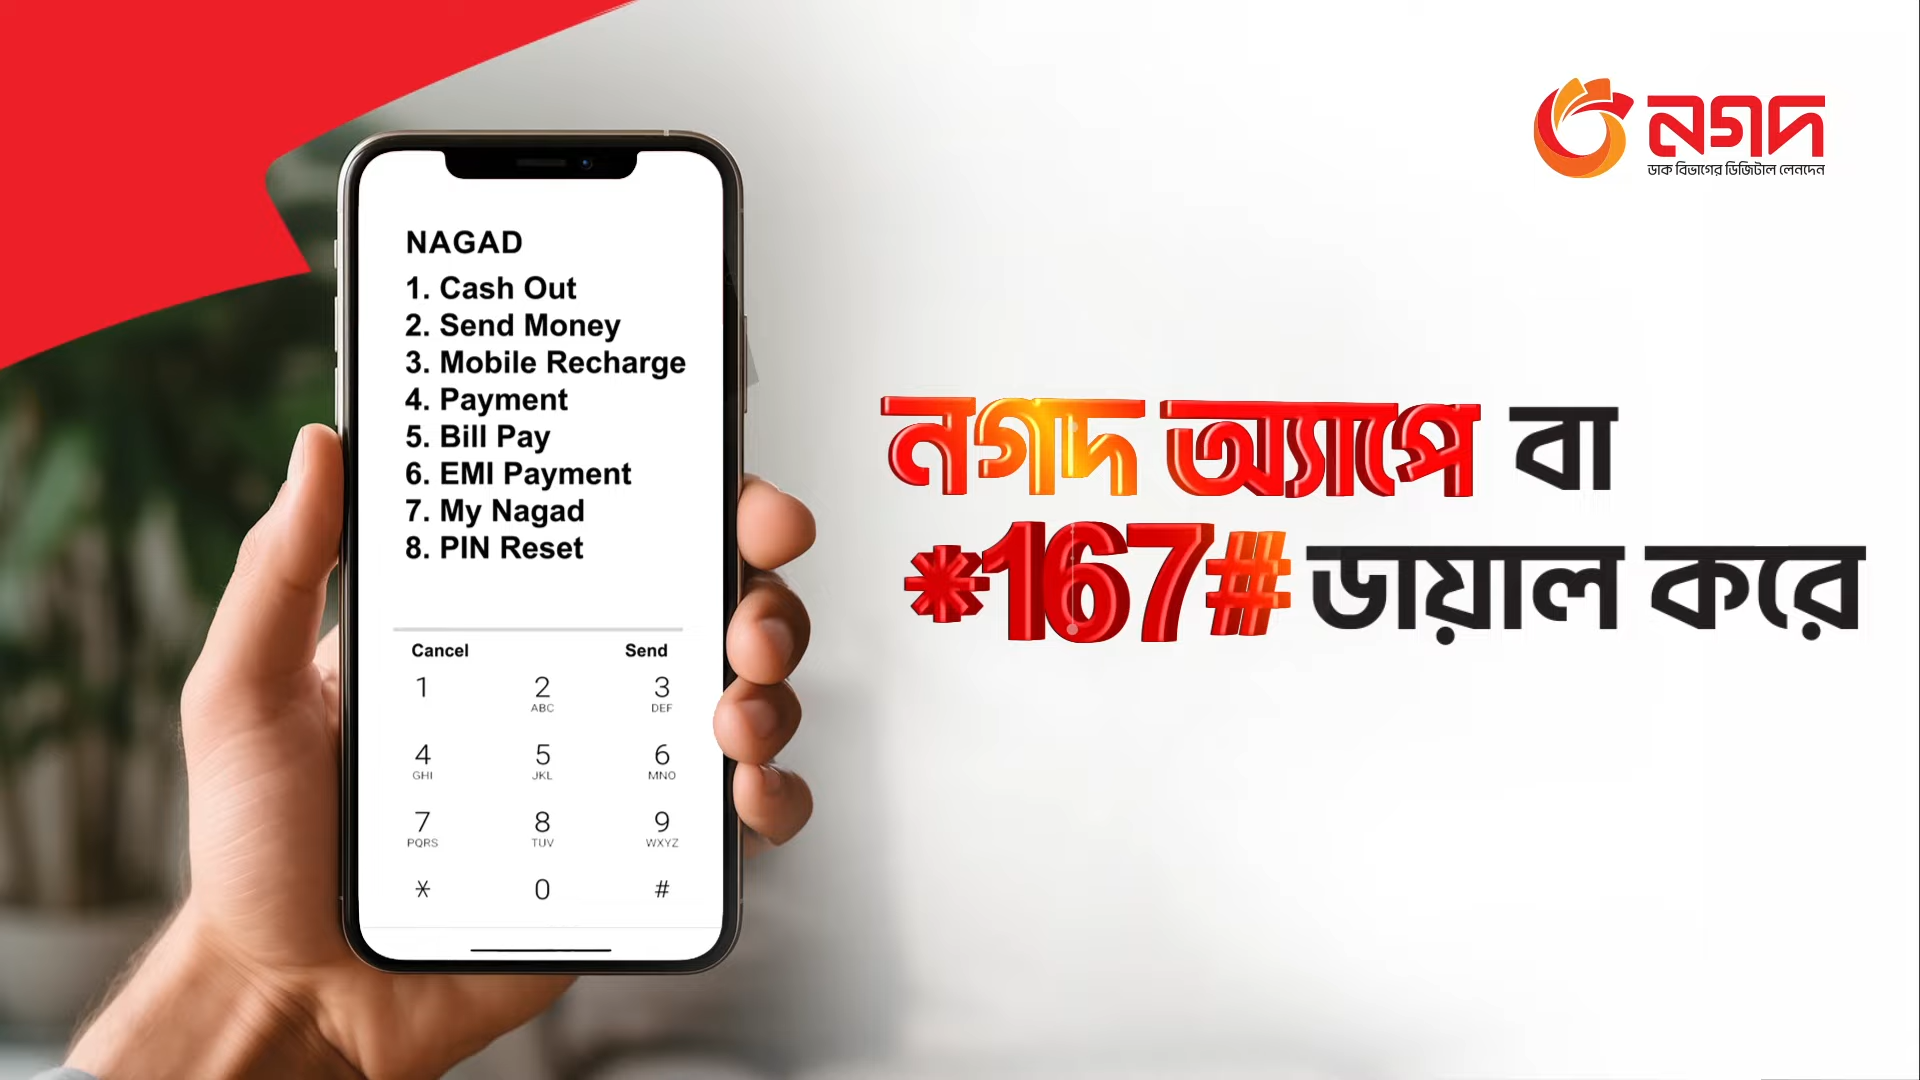 নগদ
ডাক বিভাগের ডিজিটাল লেনদেন
NAGAD
1. Cash Out
2. Send Money
3. Mobile Recharge
4. Payment
5. Bill Pay
6. EMI Payment
7. My Nagad
8. PIN Reset
Cancel Send
1 2 3
ABC DEF
4 5 6
GHI JKL MNO
7 8 9
PQRS TUV WXYZ
* 0 #
নগদ অ্যাপে বা
*167# ডায়াল করে